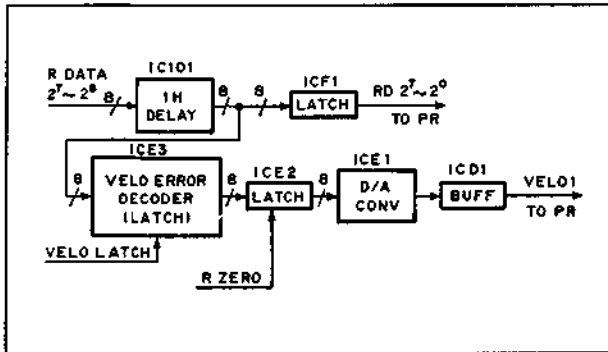 R DATA
2⁷~2⁸
8
IC101
1H
DELAY
8
8
ICF1
LATCH
RD 2⁷~2⁰
TO PR
ICE3
8
VELO ERROR
DECODER
(LATCH)
8
ICE2
LATCH
8
ICE1
D/A
CONV
ICD1
BUFF
VELO1
TO PR
VELO LATCH
R ZERO